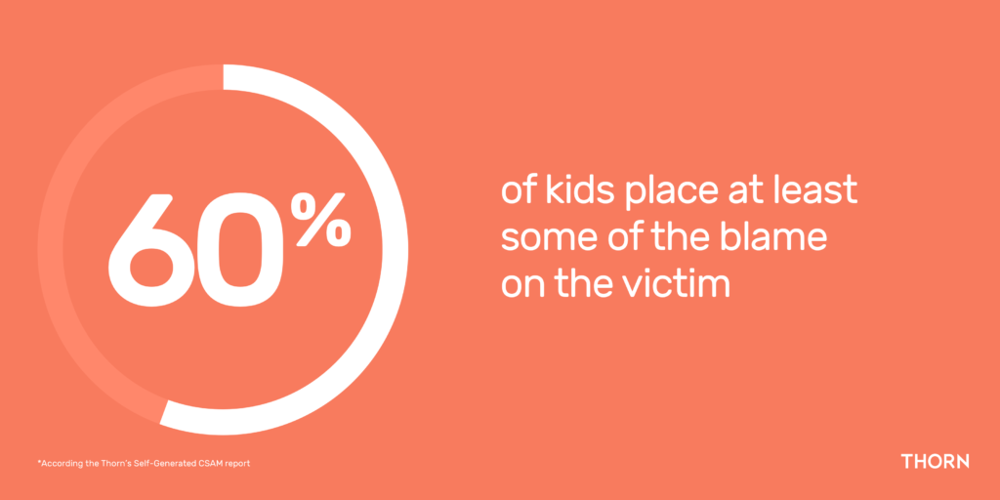 60%
of kids place at least
some of the blame
on the victim
*According the Thorn's Self-Generated CSAM report
THORN